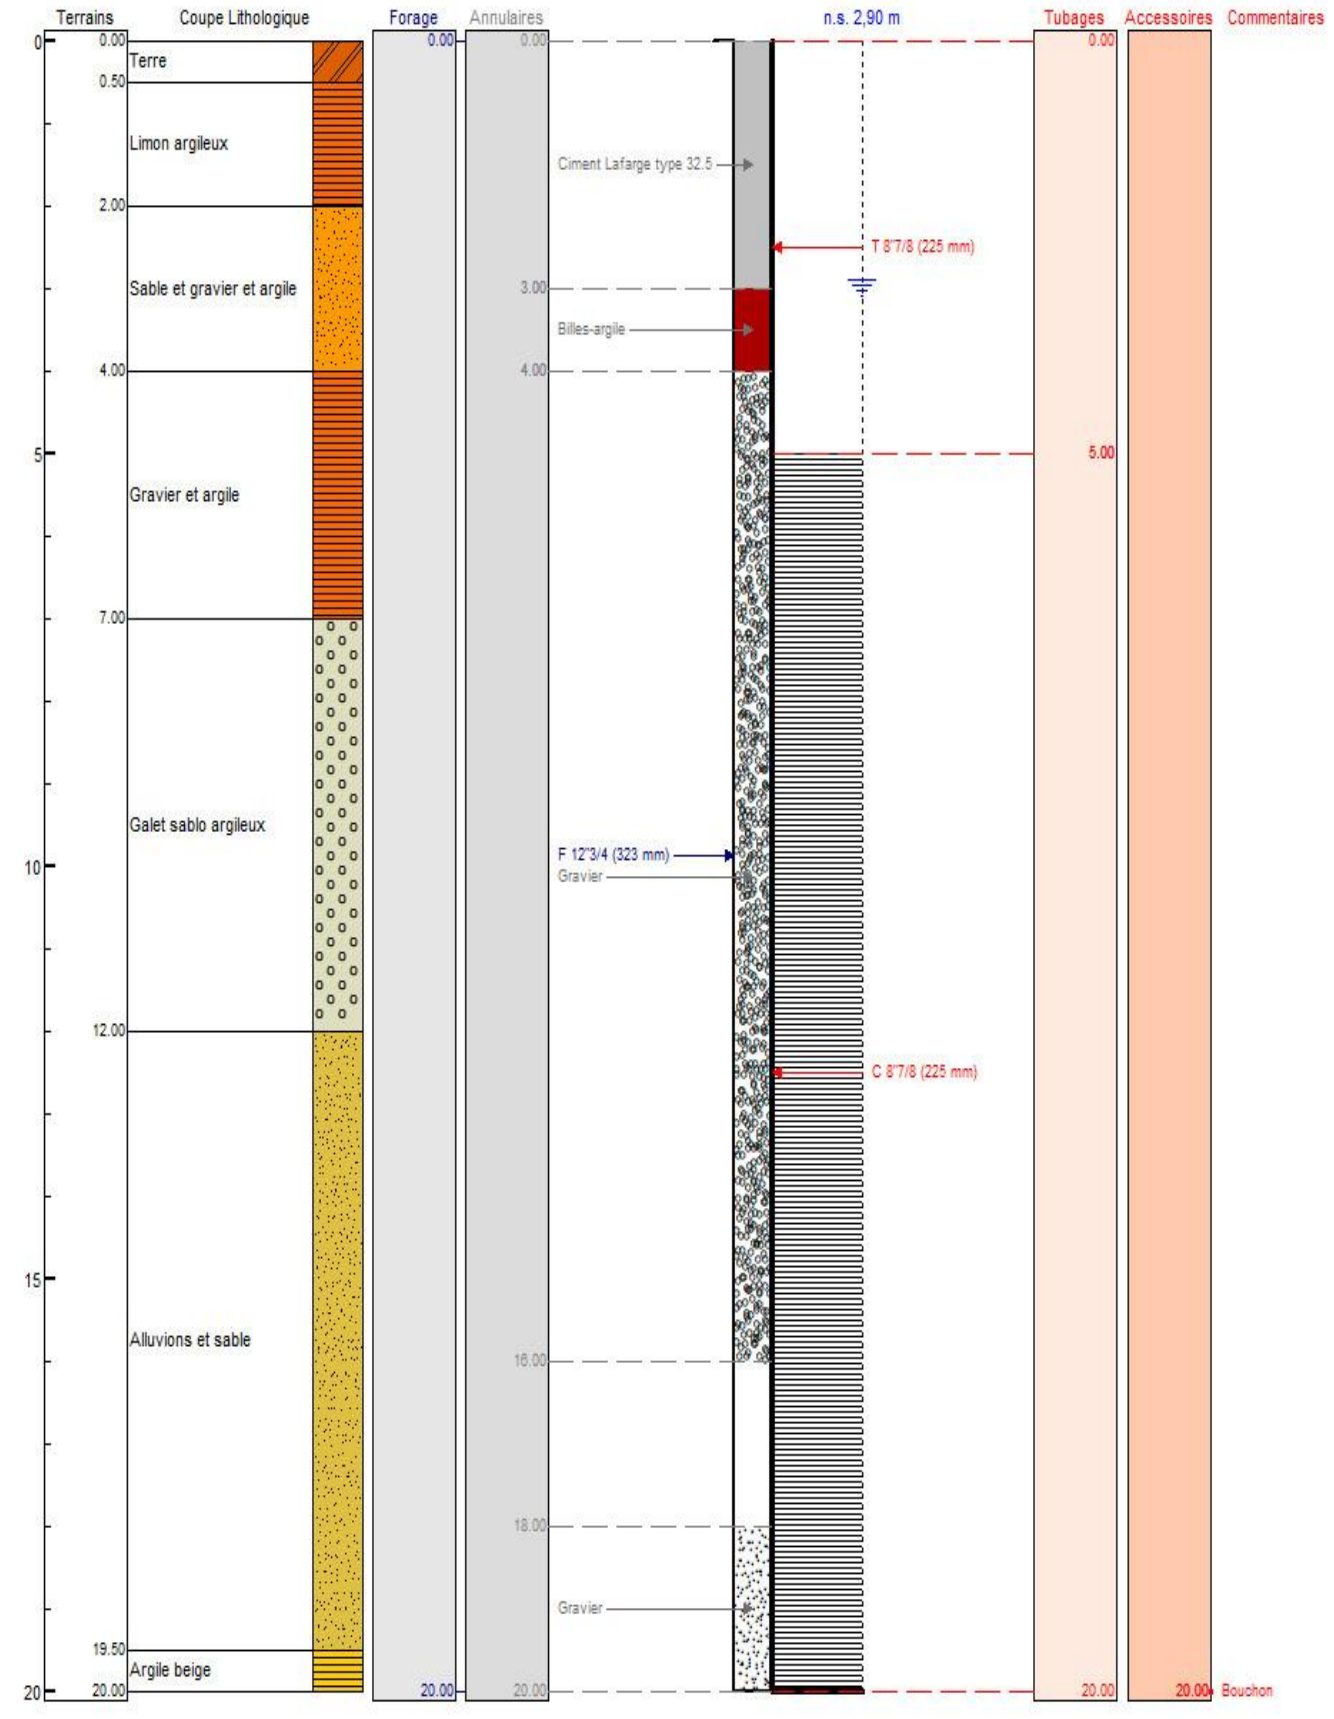 Terrains Coupe Lithologique Forage Annulaires n.s. 2,90 m Tubages Accessoires Commentaires
0 0.00 0.00 0.00 0.00
Terre
0.50
Limon argileux
Ciment Lafarge type 32.5
2.00
T 8"7/8 (225 mm)
Sable et gravier et argile 3.00
Billes-argile
4.00 4.00
5 5.00
Gravier et argile
7.00
Galet sablo argileux
F 12"3/4 (323 mm)
10 Gravier
12.00
C 8"7/8 (225 mm)
15
Alluvions et sable
16.00
18.00
Gravier
19.50
Argile beige
20 20.00 20.00 20.00 20.00 20.00 Bouchon